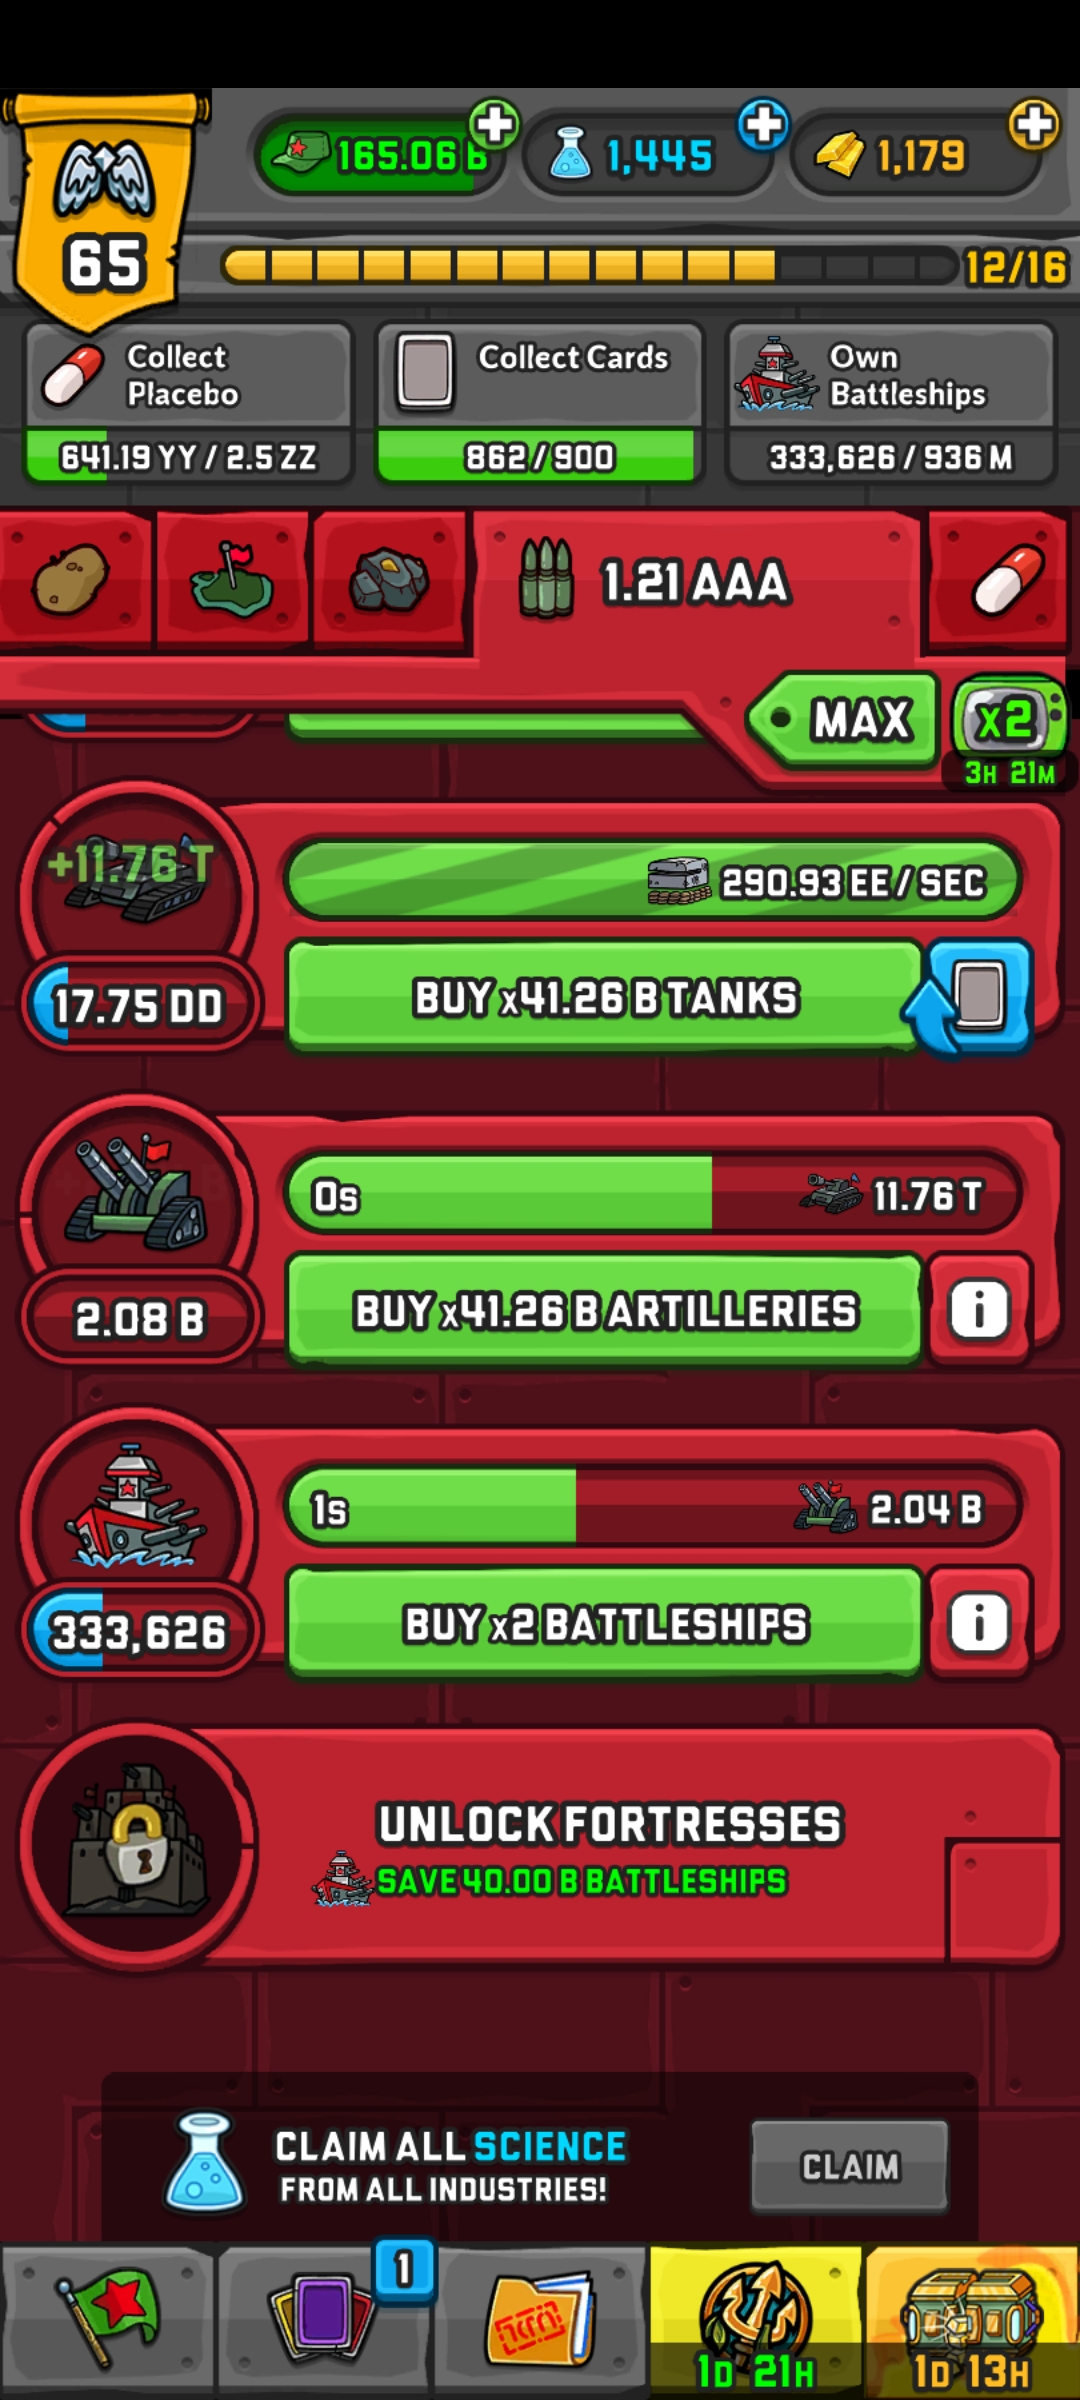 165.06 B
1,445
1,179
65
12/16
Collect
Placebo
641.19 YY / 2.5 ZZ
Collect Cards
862 / 900
Own
Battleships
333,626 / 936 M
1.21 AAA
MAX
x2
3H 21M
+11.76 T
290.93 EE / SEC
17.75 DD
BUY x41.26 B TANKS
0s
11.76 T
2.08 B
BUY x41.26 B ARTILLERIES
i
1s
2.04 B
333,626
BUY x2 BATTLESHIPS
i
UNLOCK FORTRESSES
SAVE 40.00 B BATTLESHIPS
CLAIM ALL SCIENCE
FROM ALL INDUSTRIES!
CLAIM
1
1D 21H
1D 13H